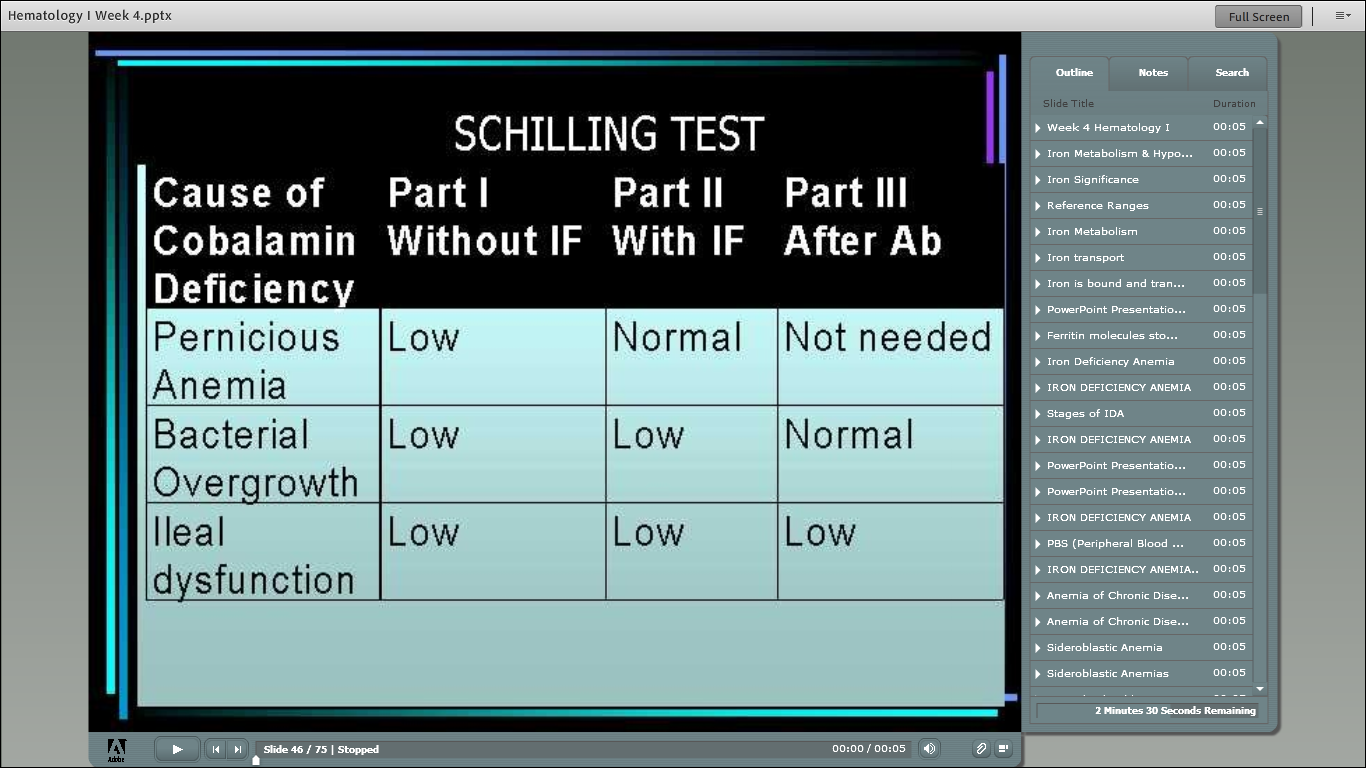 Hematology I Week 4.pptx
Full Screen
SCHILLING TEST
Cause of Cobalamin Deficiency
Part I Without IF
Part II With IF
Part III After Ab
Pernicious Anemia
Low
Normal
Not needed
Bacterial Overgrowth
Low
Low
Normal
Ileal dysfunction
Low
Low
Low
Outline Notes Search
Slide Title Duration
Week 4 Hematology I 00:05
Iron Metabolism & Hypo... 00:05
Iron Significance 00:05
Reference Ranges 00:05
Iron Metabolism 00:05
Iron transport 00:05
Iron is bound and tran... 00:05
PowerPoint Presentatio... 00:05
Ferritin molecules sto... 00:05
Iron Deficiency Anemia 00:05
IRON DEFICIENCY ANEMIA 00:05
Stages of IDA 00:05
IRON DEFICIENCY ANEMIA 00:05
PowerPoint Presentatio... 00:05
PowerPoint Presentatio... 00:05
IRON DEFICIENCY ANEMIA 00:05
PBS (Peripheral Blood ... 00:05
IRON DEFICIENCY ANEMIA.. 00:05
Anemia of Chronic Dise... 00:05
Anemia of Chronic Dise... 00:05
Sideroblastic Anemia 00:05
Sideroblastic Anemias 00:05
2 Minutes 30 Seconds Remaining
Adobe
Slide 46 / 75 | Stopped
00:00 / 00:05